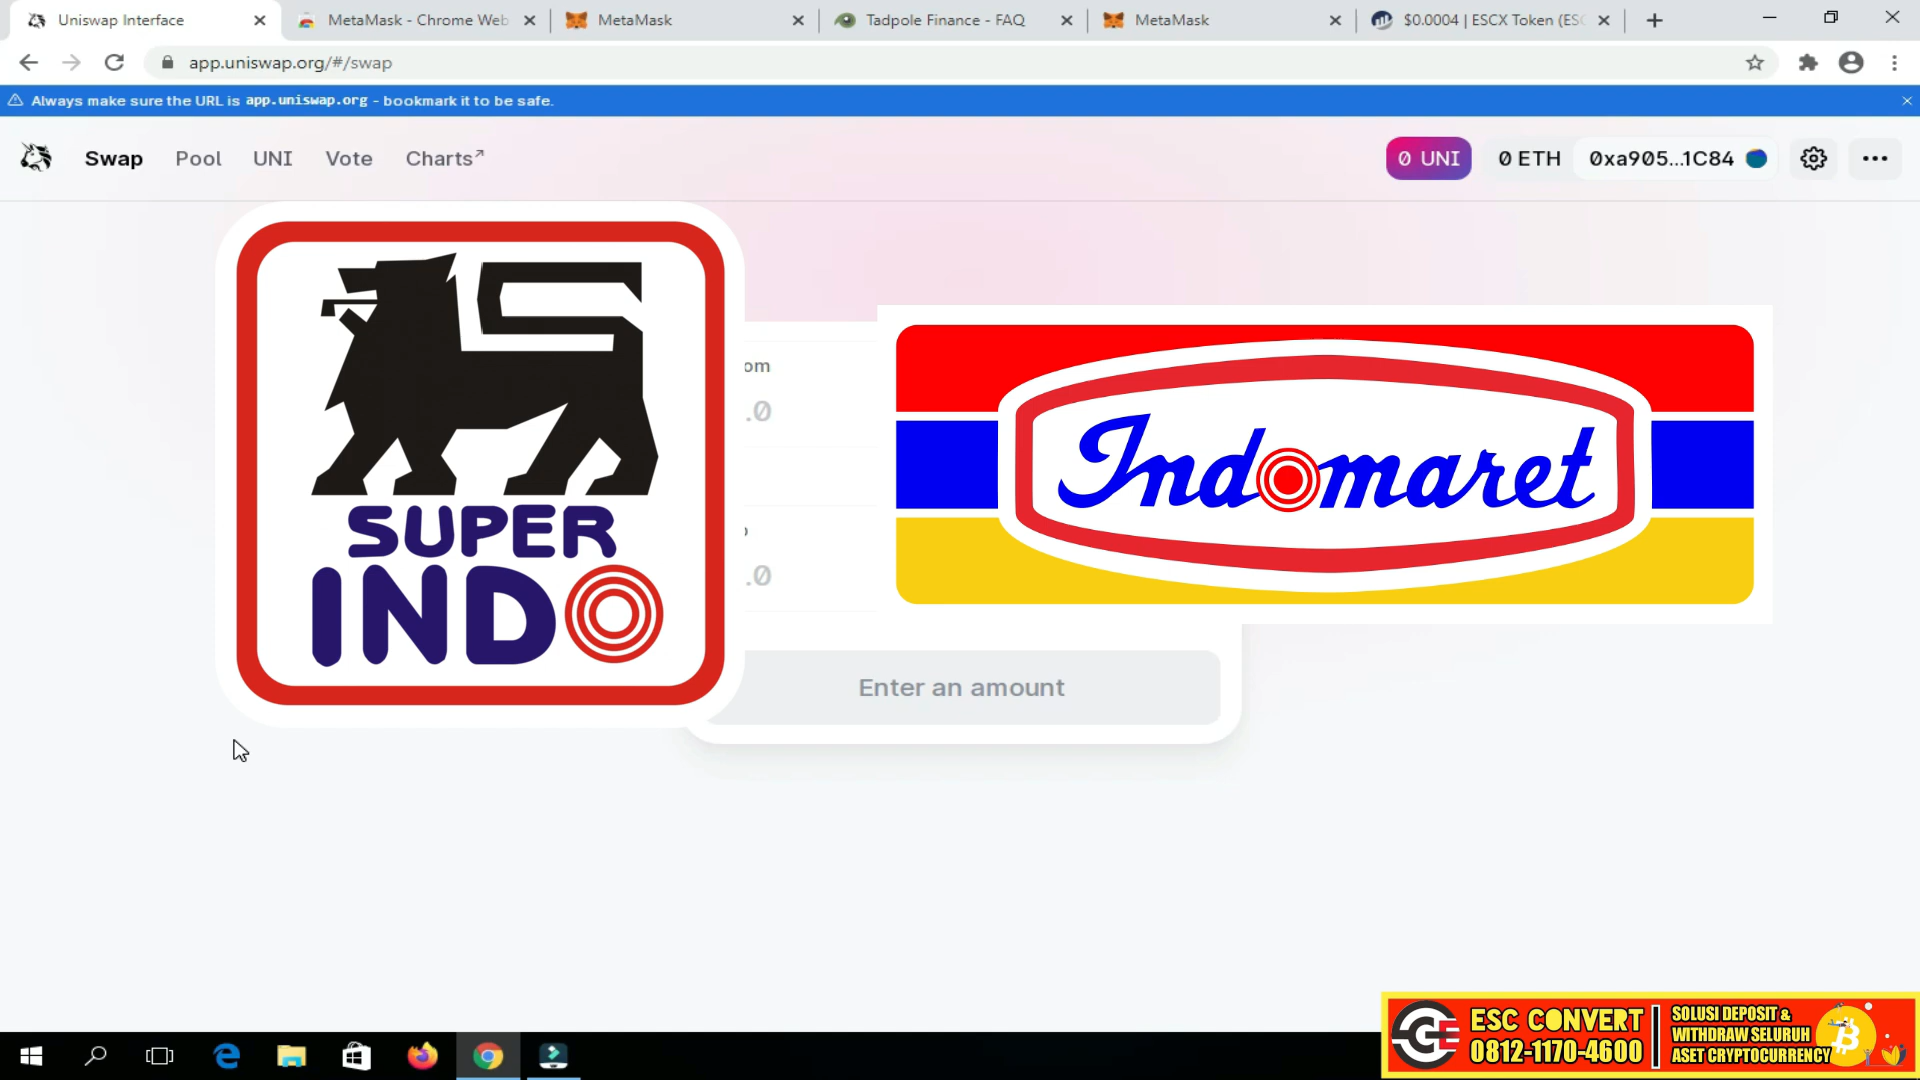 Uniswap Interface
MetaMask - Chrome Web
MetaMask
Tadpole Finance - FAQ
MetaMask
$0.0004 | ESCX Token (ESC
app.uniswap.org/#/swap
Always make sure the URL is app.uniswap.org - bookmark it to be safe.
Swap
Pool
UNI
Vote
Charts↗
0 UNI
0 ETH
0xa905...1C84
SUPER
INDO
om
.0
.0
Indomaret
Enter an amount
ESC CONVERT
0812-1170-4600
SOLUSI DEPOSIT &
WITHDRAW SELURUH
ASET CRYPTOCURRENCY